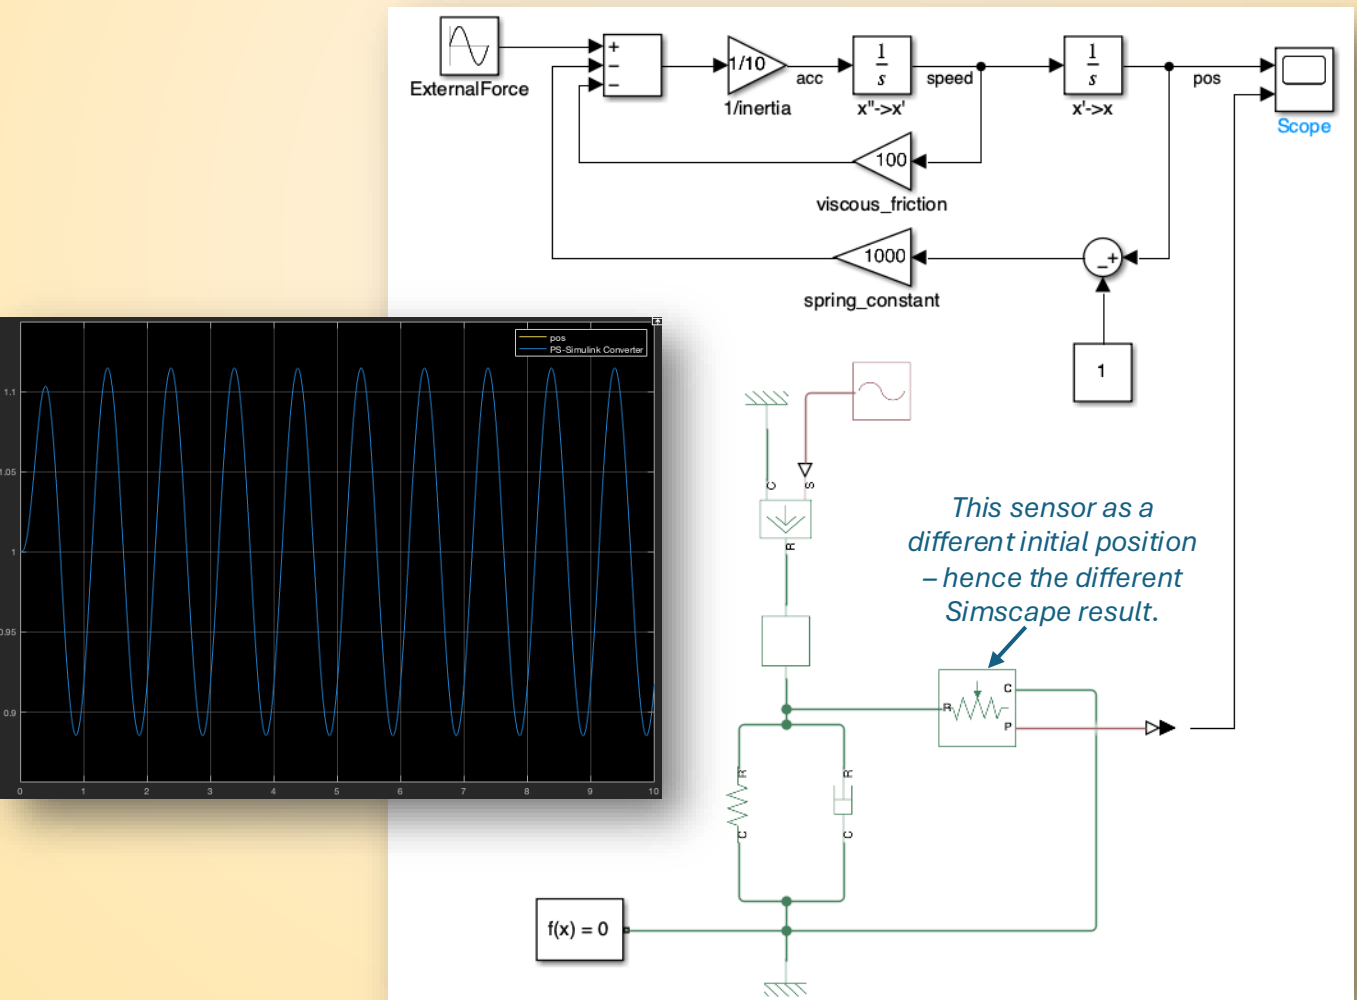 ExternalForce
+
−
−
1/10
1/inertia
acc
1
s
x''->x'
speed
1
s
x'->x
pos
Scope
100
viscous_friction
1000
spring_constant
+
−
1
pos
PS-Simulink Converter
1.1
1.05
1
0.95
0.9
0
1
2
3
4
5
6
7
8
9
10
C
S
R
This sensor as a
different initial position
– hence the different
Simscape result.
R
C
P
R
R
C
C
f(x) = 0